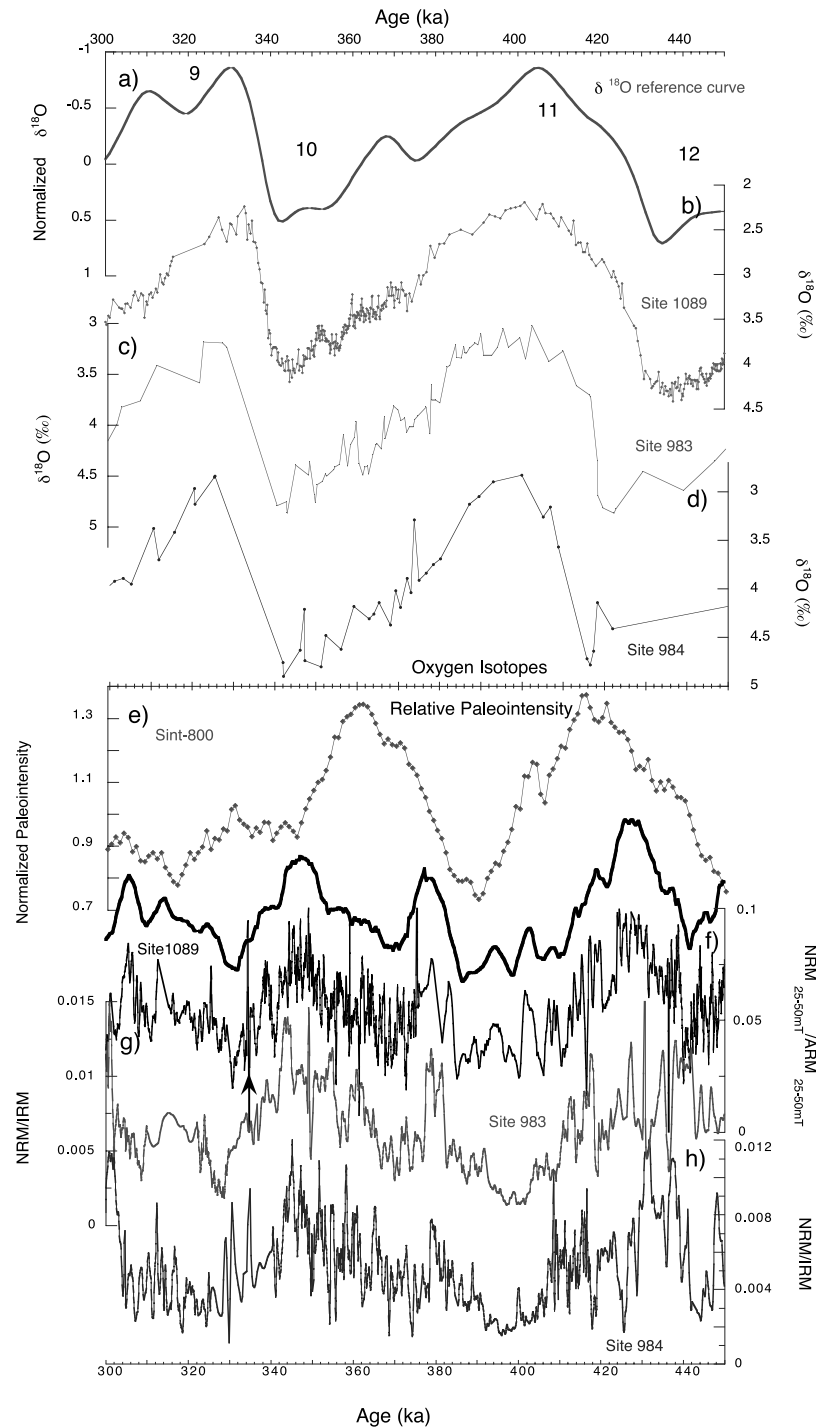 Age (ka)
300 320 340 360 380 400 420 440
-1
-0.5
0
0.5
1
Normalized δ18O
a)
9
10
11
12
δ 18O reference curve
b)
2
2.5
3
3.5
4
4.5
δ18O (‰)
Site 1089
c)
3
3.5
4
4.5
5
δ18O (‰)
Site 983
d)
3
3.5
4
4.5
5
δ18O (‰)
Site 984
Oxygen Isotopes
Relative Paleointensity
e)
Sint-800
1.3
1.1
0.9
0.7
Normalized Paleointensity
f)
Site1089
0.1
0.05
0
NRM25-50mT/ARM25-50mT
g)
0.015
0.01
0.005
0
NRM/IRM
Site 983
h)
0.012
0.008
0.004
0
NRM/IRM
Site 984
300 320 340 360 380 400 420 440
Age (ka)